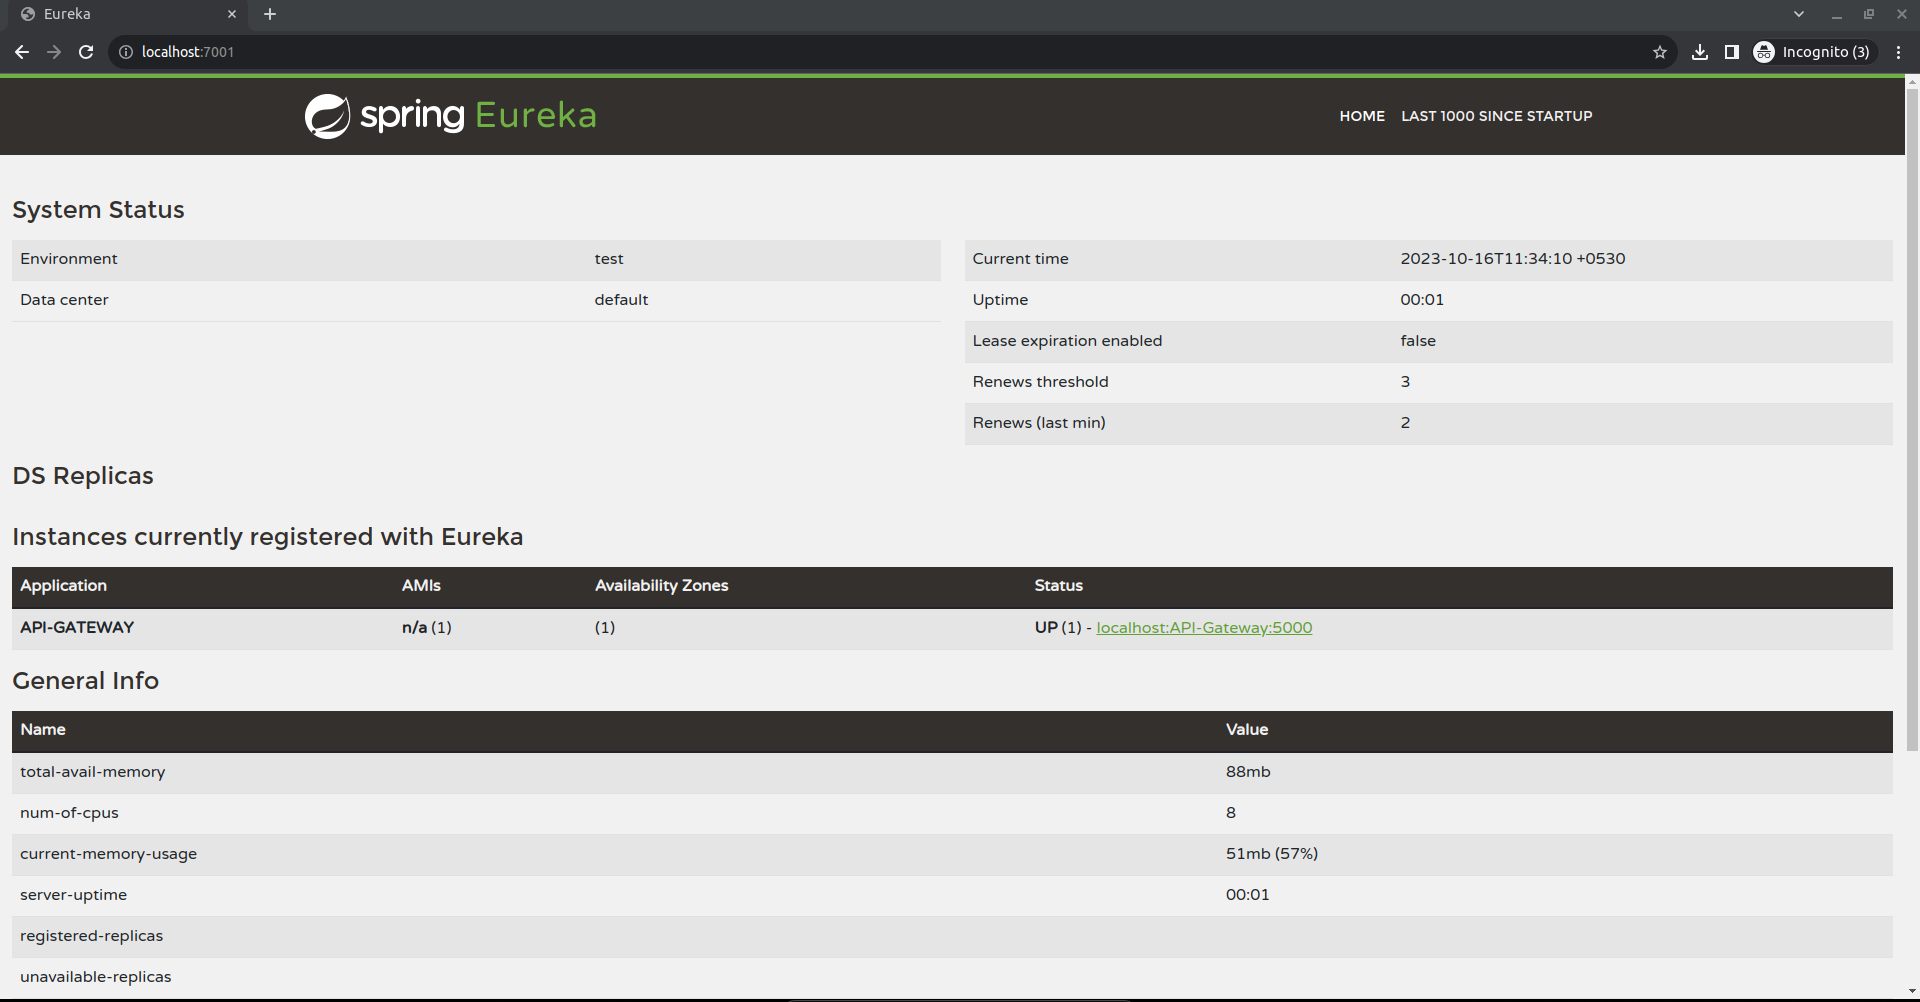 Eureka
localhost:7001
Incognito (3)
spring Eureka
HOME LAST 1000 SINCE STARTUP
System Status
Environment test
Data center default
Current time 2023-10-16T11:34:10 +0530
Uptime 00:01
Lease expiration enabled false
Renews threshold 3
Renews (last min) 2
DS Replicas
Instances currently registered with Eureka
Application AMIs Availability Zones Status
API-GATEWAY n/a (1) (1) UP (1) - localhost:API-Gateway:5000
General Info
Name Value
total-avail-memory 88mb
num-of-cpus 8
current-memory-usage 51mb (57%)
server-uptime 00:01
registered-replicas
unavailable-replicas